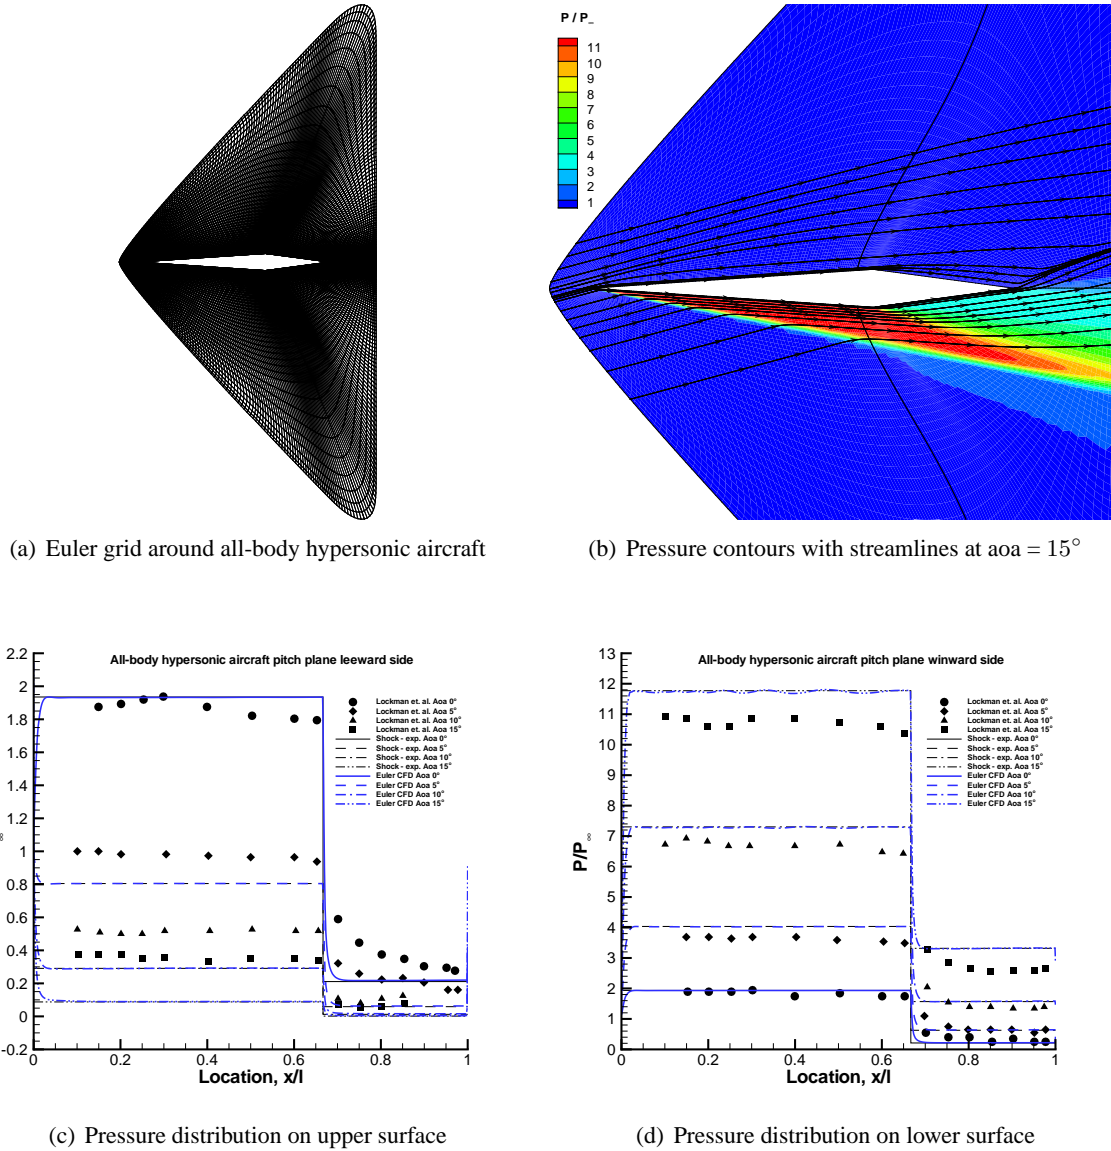 P / P∞
11
10
9
8
7
6
5
4
3
2
1
(a) Euler grid around all-body hypersonic aircraft
(b) Pressure contours with streamlines at aoa = 15°
All-body hypersonic aircraft pitch plane leeward side
2.2
2
1.8
1.6
1.4
1.2
1
0.8
0.6
0.4
0.2
0
-0.2
∞
Lockman et. al. Aoa 0°
Lockman et. al. Aoa 5°
Lockman et. al. Aoa 10°
Lockman et. al. Aoa 15°
Shock - exp. Aoa 0°
Shock - exp. Aoa 5°
Shock - exp. Aoa 10°
Shock - exp. Aoa 15°
Euler CFD Aoa 0°
Euler CFD Aoa 5°
Euler CFD Aoa 10°
Euler CFD Aoa 15°
0 0.2 0.4 0.6 0.8 1
Location, x/l
(c) Pressure distribution on upper surface
All-body hypersonic aircraft pitch plane winward side
13
12
11
10
9
8
7
6
5
4
3
2
1
0
P/P∞
Lockman et. al. Aoa 0°
Lockman et. al. Aoa 5°
Lockman et. al. Aoa 10°
Lockman et. al. Aoa 15°
Shock - exp. Aoa 0°
Shock - exp. Aoa 5°
Shock - exp. Aoa 10°
Shock - exp. Aoa 15°
Euler CFD Aoa 0°
Euler CFD Aoa 5°
Euler CFD Aoa 10°
Euler CFD Aoa 15°
0 0.2 0.4 0.6 0.8 1
Location, x/l
(d) Pressure distribution on lower surface